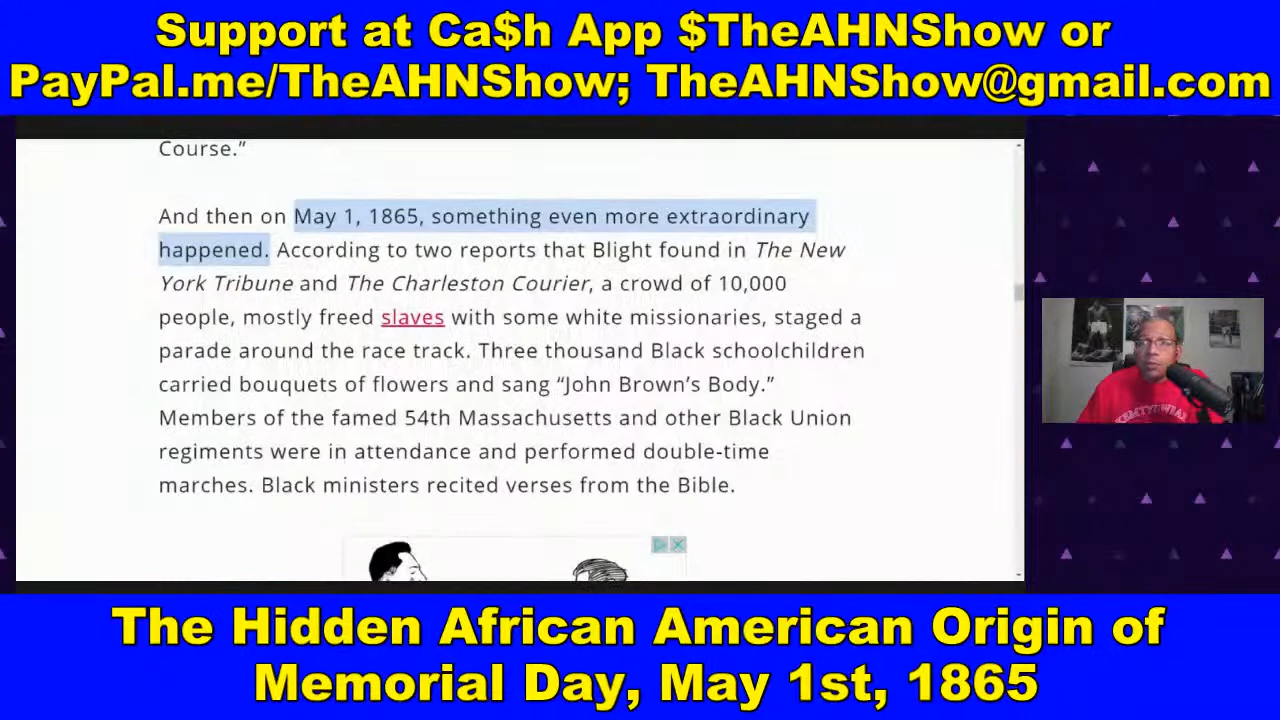 Support at Ca$h App $TheAHNShow or
PayPal.me/TheAHNShow; TheAHNShow@gmail.com
Course.”
And then on May 1, 1865, something even more extraordinary
happened. According to two reports that Blight found in The New
York Tribune and The Charleston Courier, a crowd of 10,000
people, mostly freed slaves with some white missionaries, staged a
parade around the race track. Three thousand Black schoolchildren
carried bouquets of flowers and sang “John Brown’s Body.”
Members of the famed 54th Massachusetts and other Black Union
regiments were in attendance and performed double-time
marches. Black ministers recited verses from the Bible.
The Hidden African American Origin of
Memorial Day, May 1st, 1865